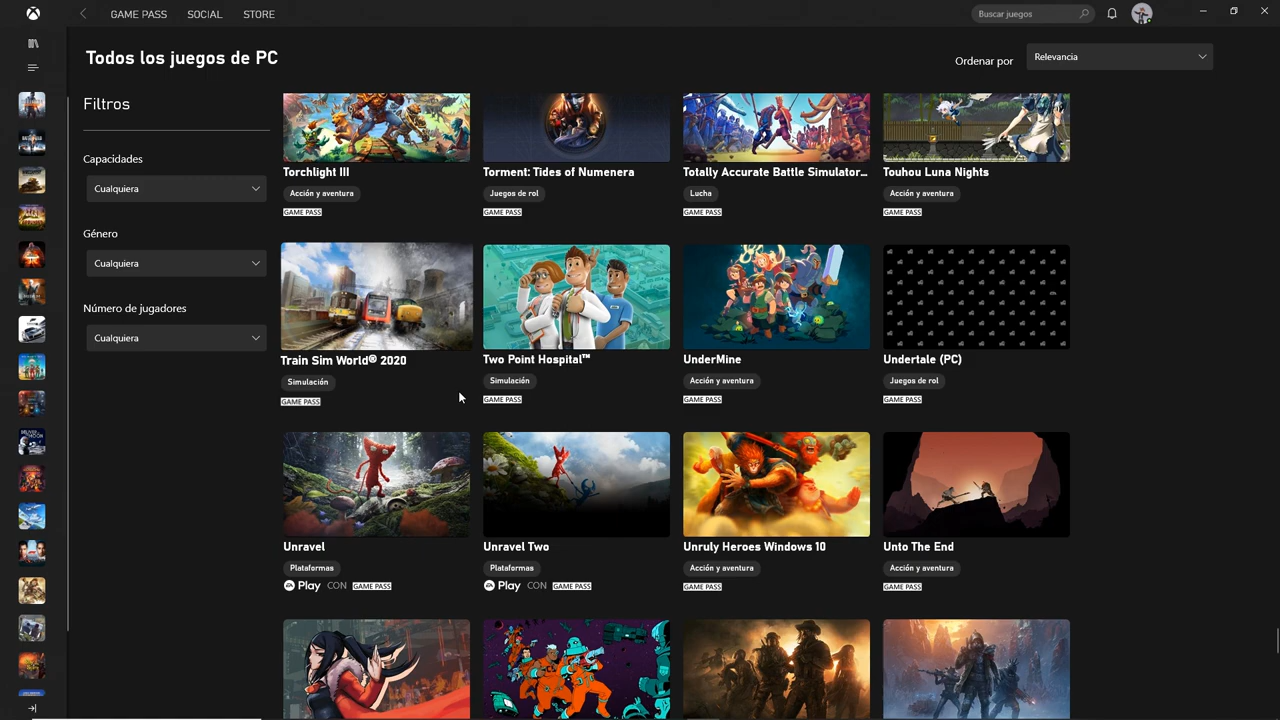 GAME PASS
SOCIAL
STORE
Buscar juegos
Todos los juegos de PC
Ordenar por
Relevancia
Filtros
Capacidades
Cualquiera
Género
Cualquiera
Número de jugadores
Cualquiera
Torchlight III
Acción y aventura
GAME PASS
Torment: Tides of Numenera
Juegos de rol
GAME PASS
Totally Accurate Battle Simulator...
Lucha
GAME PASS
Touhou Luna Nights
Acción y aventura
GAME PASS
Train Sim World® 2020
Simulación
GAME PASS
Two Point Hospital™
Simulación
GAME PASS
UnderMine
Acción y aventura
GAME PASS
Undertale (PC)
Juegos de rol
GAME PASS
Unravel
Plataformas
EA Play CON GAME PASS
Unravel Two
Plataformas
EA Play CON GAME PASS
Unruly Heroes Windows 10
Acción y aventura
GAME PASS
Unto The End
Acción y aventura
GAME PASS